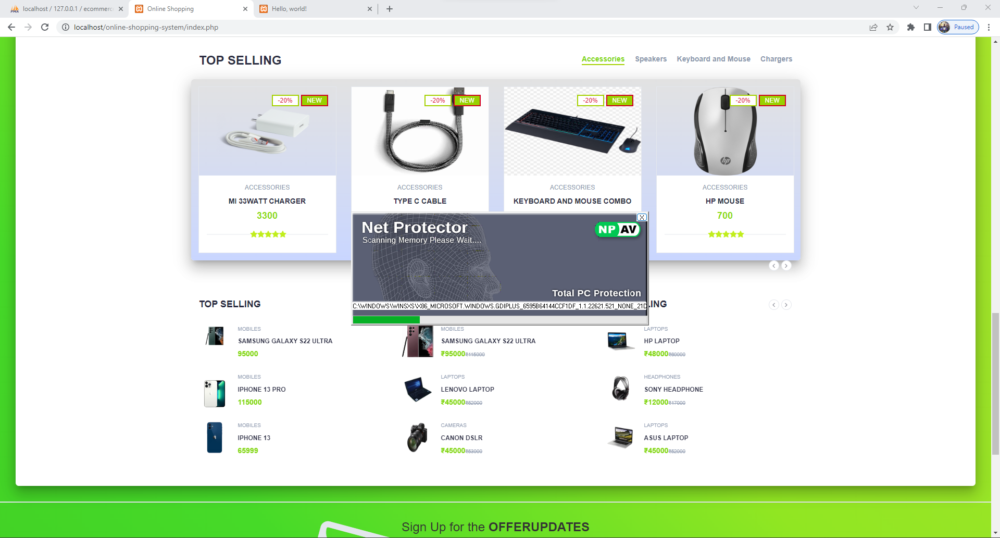 localhost / 127.0.0.1 / ecommerc
Online Shopping
Hello, world!
localhost/online-shopping-system/index.php
Paused
TOP SELLING
Accessories Speakers Keyboard and Mouse Chargers
-20% NEW
-20% NEW
-20% NEW
-20% NEW
hp
ACCESSORIES
MI 33WATT CHARGER
3300
ACCESSORIES
TYPE C CABLE
ACCESSORIES
KEYBOARD AND MOUSE COMBO
ACCESSORIES
HP MOUSE
700
Net Protector
Scanning Memory Please Wait....
NP AV
X
Total PC Protection
C:\WINDOWS\WINSXS\X86_MICROSOFT.WINDOWS.GDIPLUS_6595B64144CCF1DF_1.1.22621.521_NONE_21D
TOP SELLING
LING
MOBILES
SAMSUNG GALAXY S22 ULTRA
95000
MOBILES
IPHONE 13 PRO
115000
MOBILES
IPHONE 13
65999
MOBILES
SAMSUNG GALAXY S22 ULTRA
₹95000₹115000
LAPTOPS
LENOVO LAPTOP
₹45000₹52000
CAMERAS
CANON DSLR
₹45000₹53000
LAPTOPS
HP LAPTOP
₹48000₹60000
HEADPHONES
SONY HEADPHONE
₹12000₹17000
LAPTOPS
ASUS LAPTOP
₹45000₹52000
Sign Up for the OFFERUPDATES